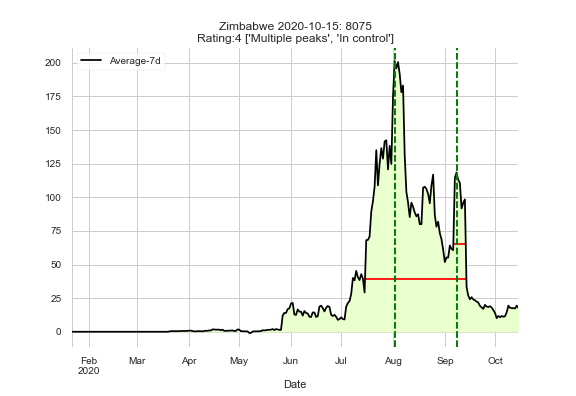 Zimbabwe 2020-10-15: 8075
Rating:4 ['Multiple peaks', 'In control']
Average-7d
200
175
150
125
100
75
50
25
0
Feb Mar Apr May Jun Jul Aug Sep Oct
2020
Date